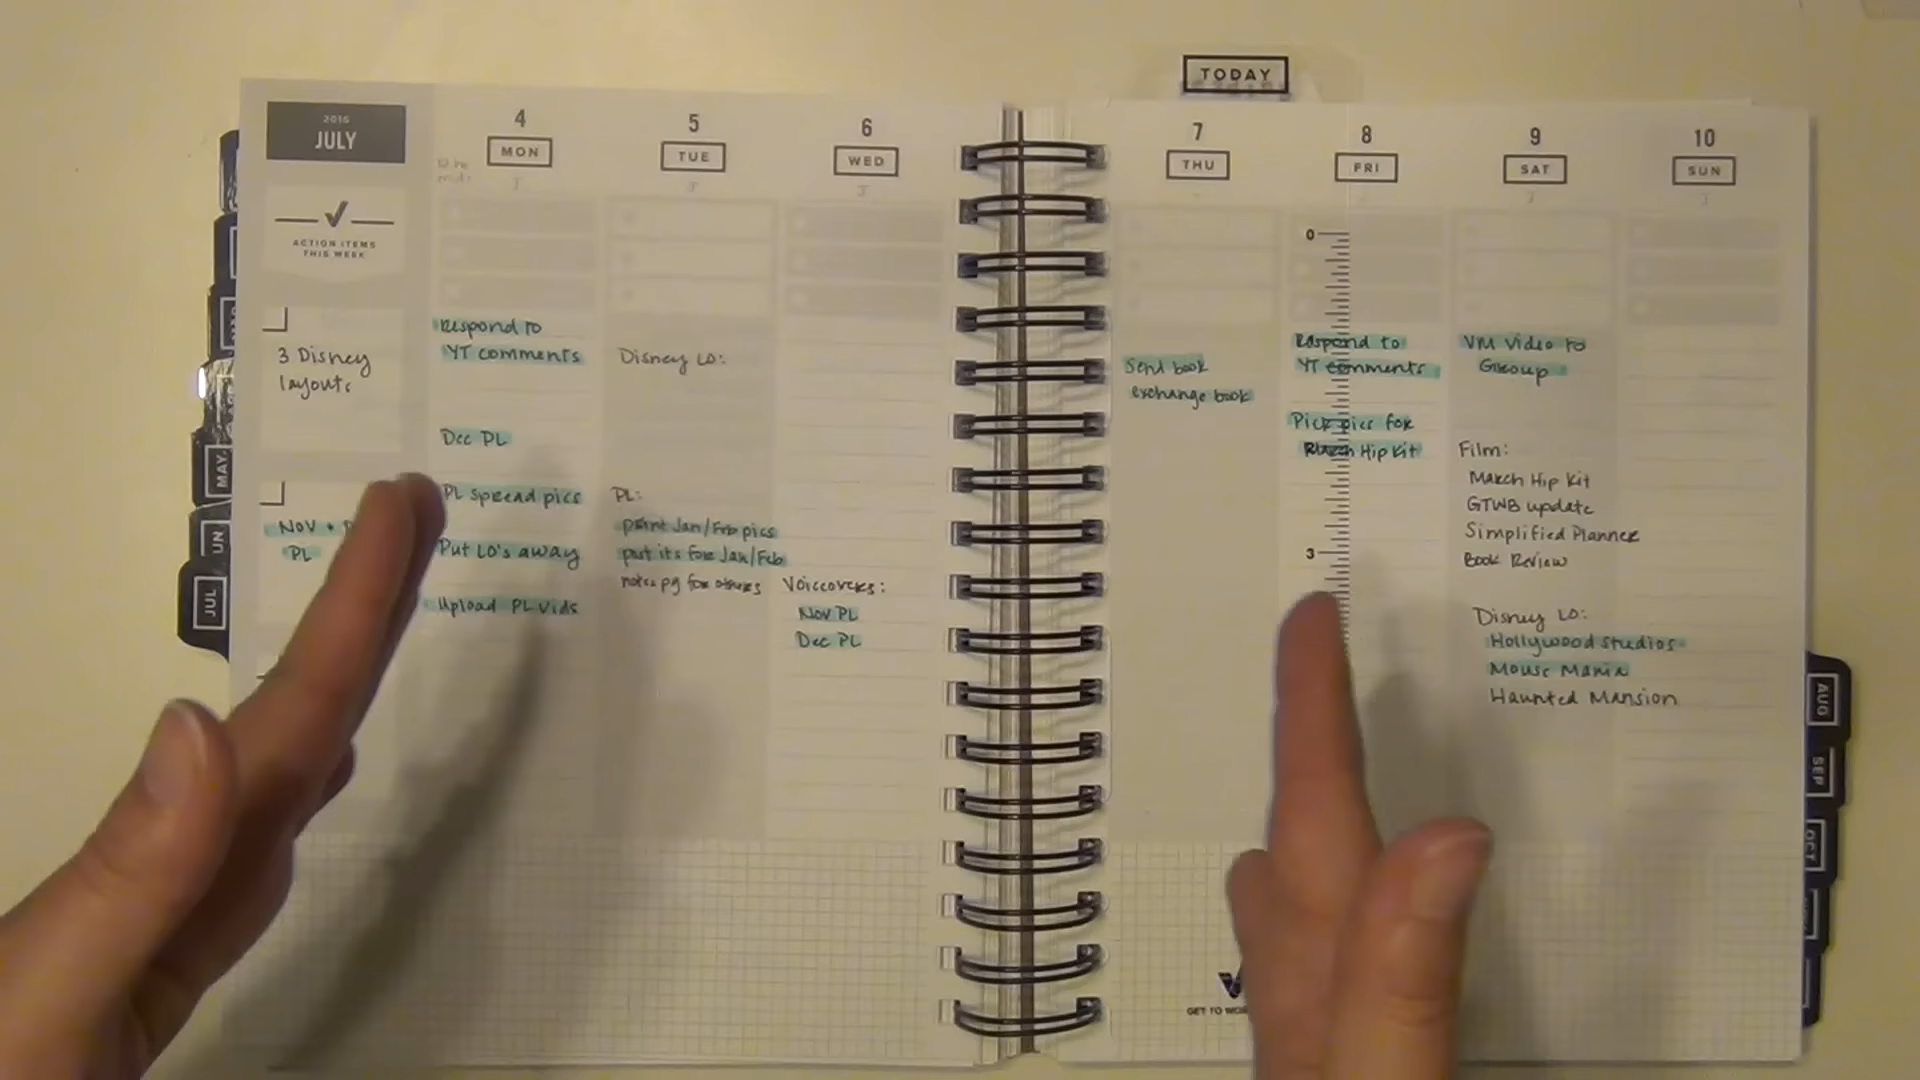 TODAY
2016
JULY
4
MON
5
TUE
6
WED
7
THU
8
FRI
9
SAT
10
SUN
ACTION ITEMS
THIS WEEK
3 Disney
layouts
Nov +
PL
Respond to
YT comments
Dec PL
PL spread pics
Put LO's away
Upload PL vids
Disney LO:
PL:
print Jan/Feb pics
put its for Jan/Feb
notes pg for others
Voiceovers:
Nov PL
Dec PL
Send book
exchange book
0
3
Respond to
YT comments
Pick pics for
March Hip Kit
VM video to
Group
Film:
March Hip Kit
GTWB update
Simplified Planner
Book Review
Disney LO:
Hollywood Studios
Mouse Mania
Haunted Mansion
MAY
JUN
JUL
AUG
SEP
OCT
GET TO